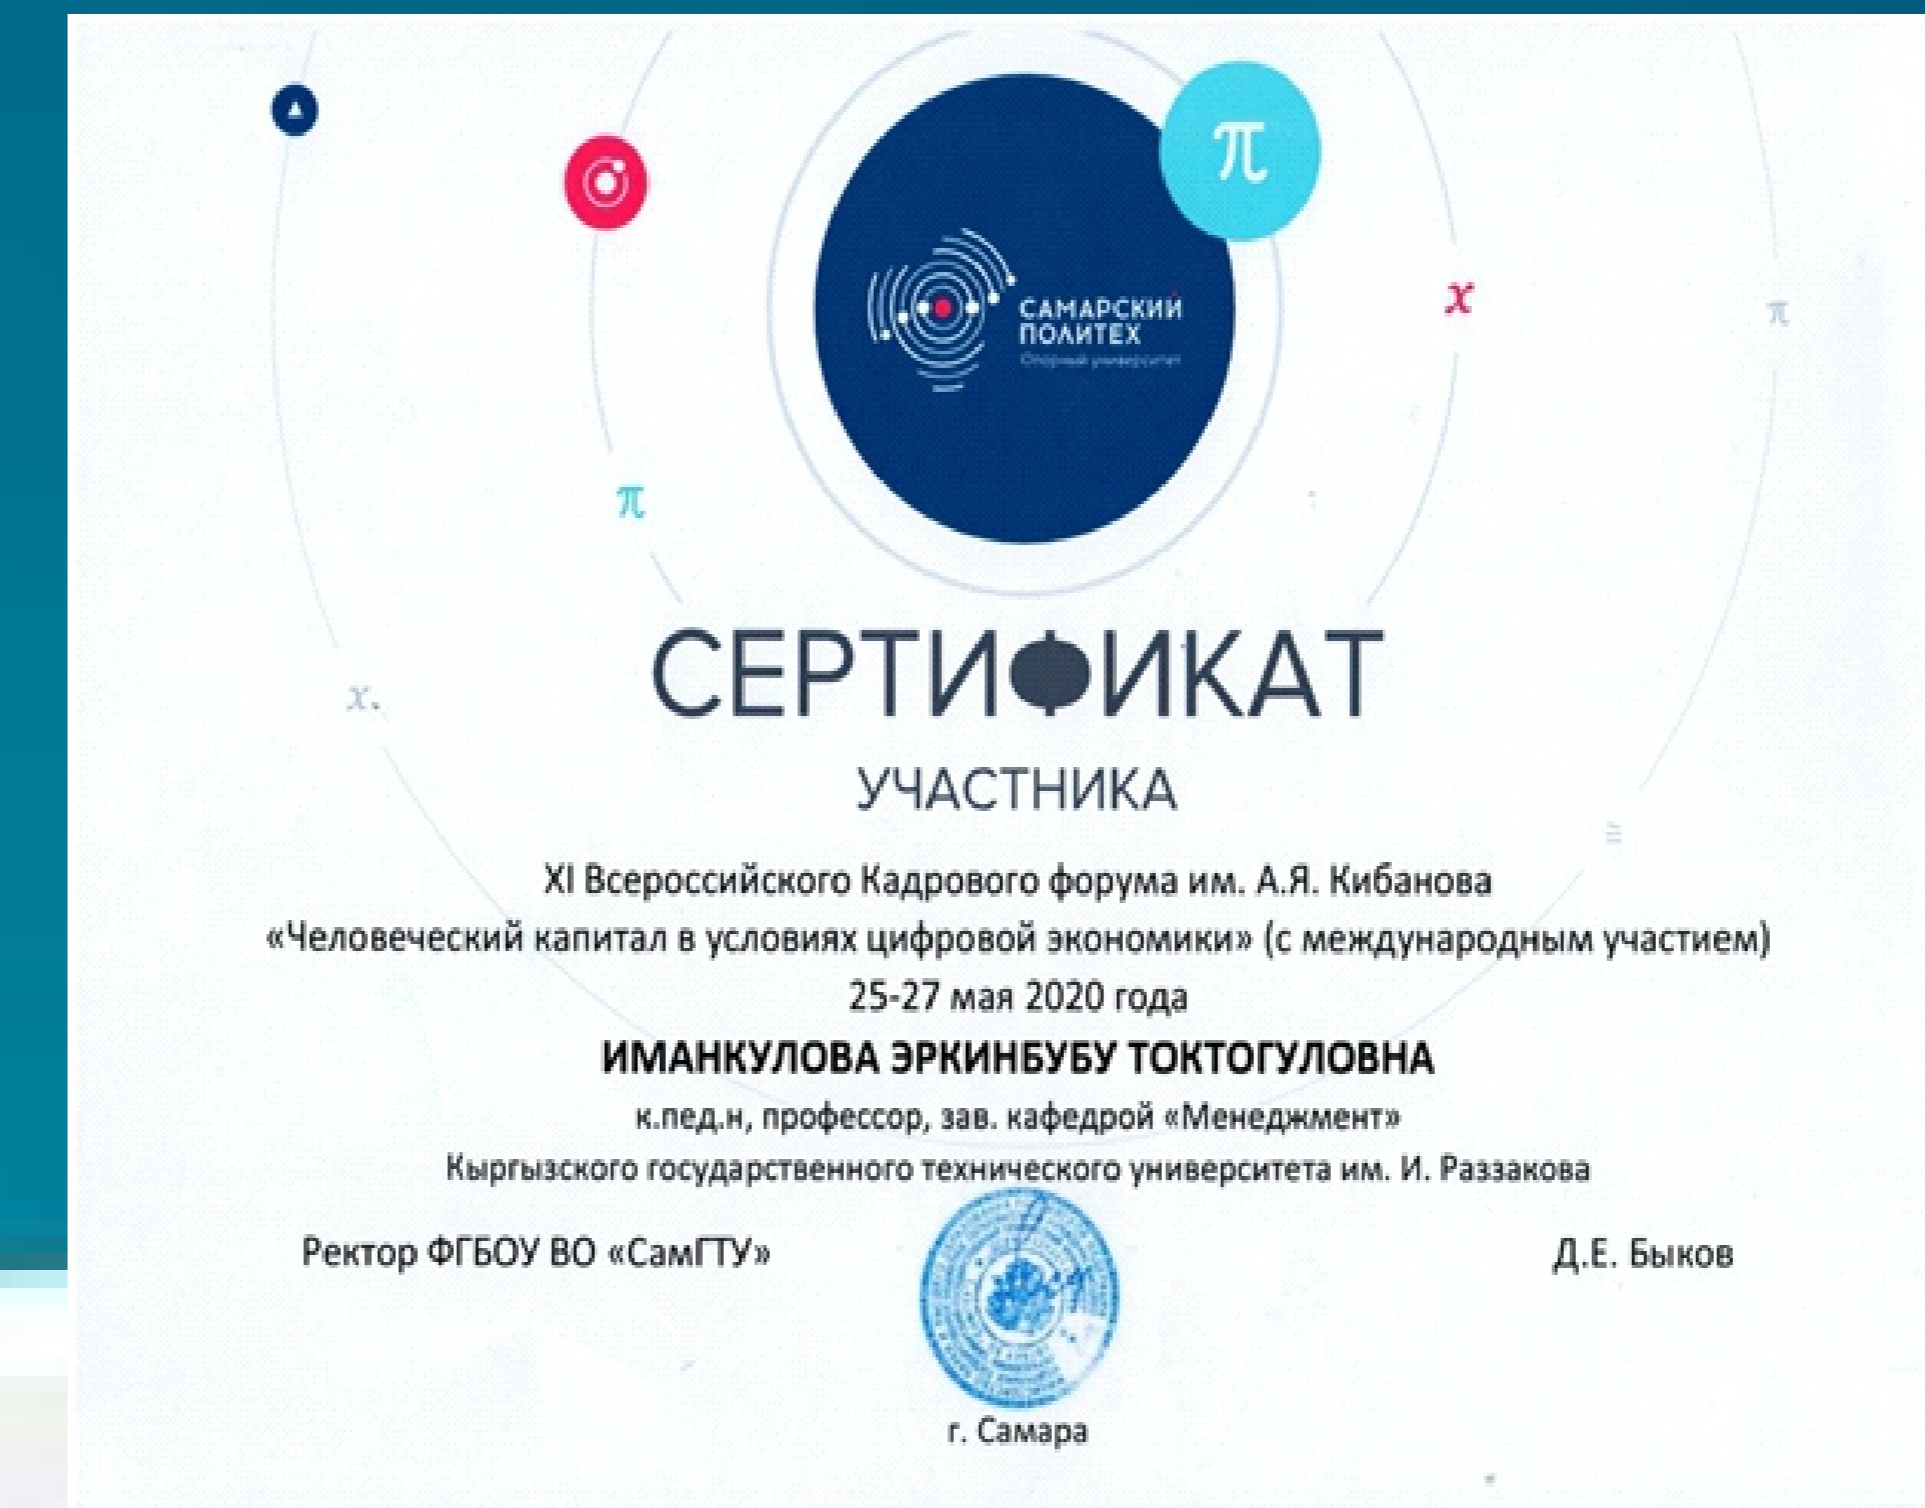 π
САМАРСКИЙ
ПОЛИТЕХ
Опорный университет
x
π
π
СЕРТИФИКАТ
x.
УЧАСТНИКА
XI Всероссийского Кадрового форума им. А.Я. Кибанова
«Человеческий капитал в условиях цифровой экономики» (с международным участием)
25-27 мая 2020 года
ИМАНКУЛОВА ЭРКИНБУБУ ТОКТОГУЛОВНА
к.пед.н, профессор, зав. кафедрой «Менеджмент»
Кыргызского государственного технического университета им. И. Раззакова
Ректор ФГБОУ ВО «СамГТУ» Д.Е. Быков
г. Самара